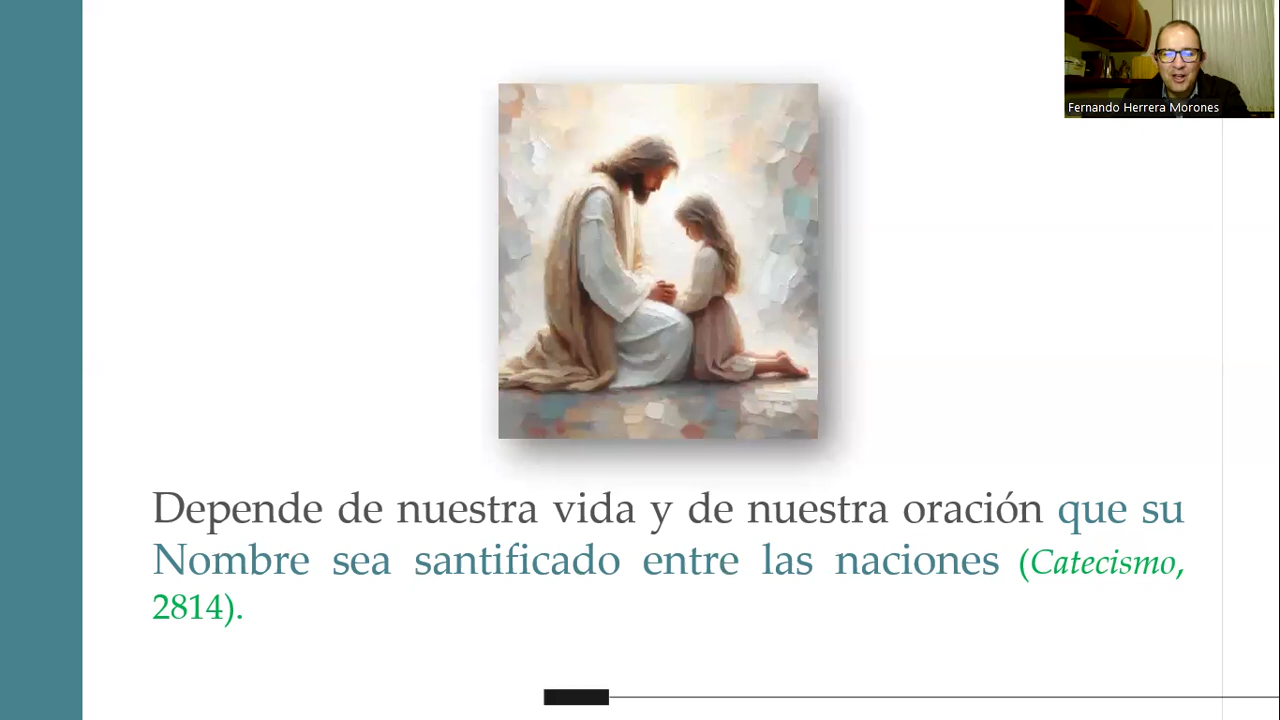 Fernando Herrera Morones
Depende de nuestra vida y de nuestra oración que su
Nombre sea santificado entre las naciones (Catecismo,
2814).